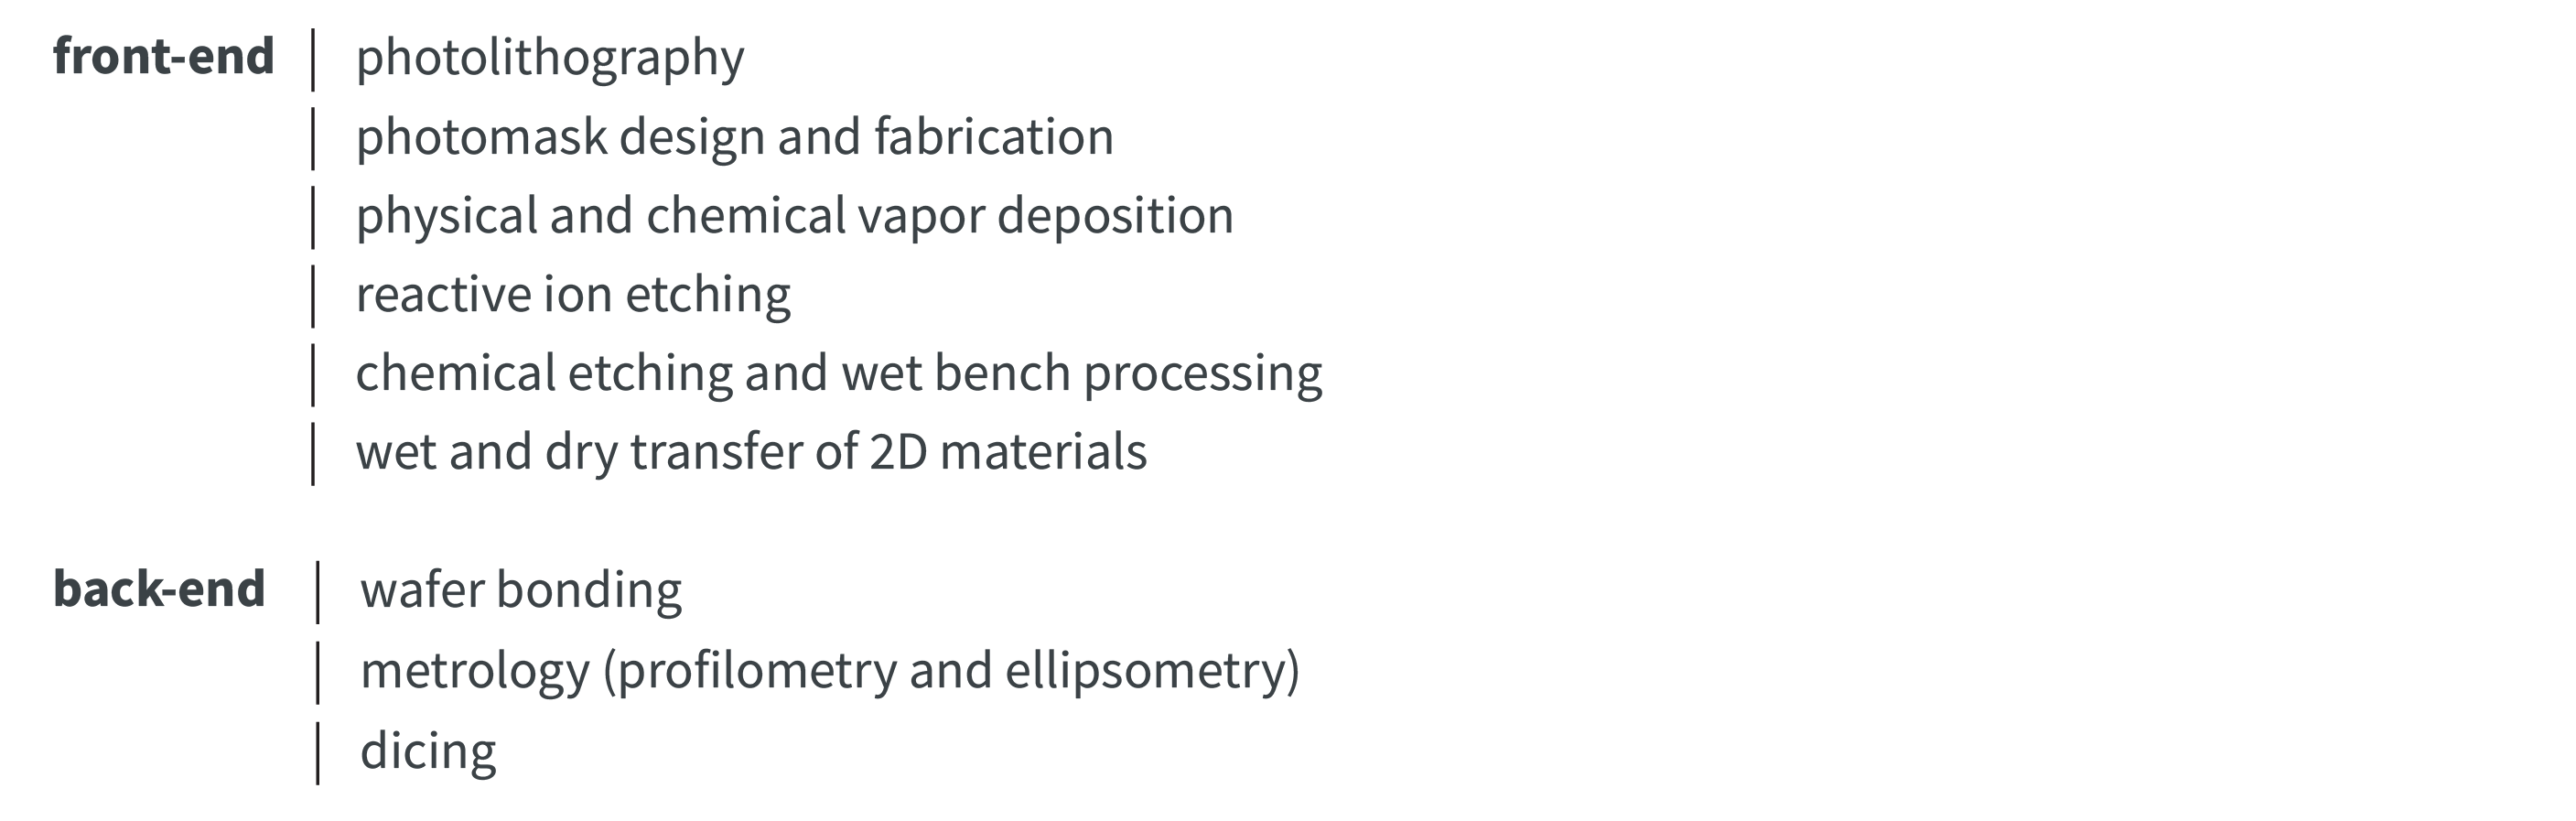 front-end | photolithography
| photomask design and fabrication
| physical and chemical vapor deposition
| reactive ion etching
| chemical etching and wet bench processing
| wet and dry transfer of 2D materials
back-end | wafer bonding
| metrology (profilometry and ellipsometry)
| dicing